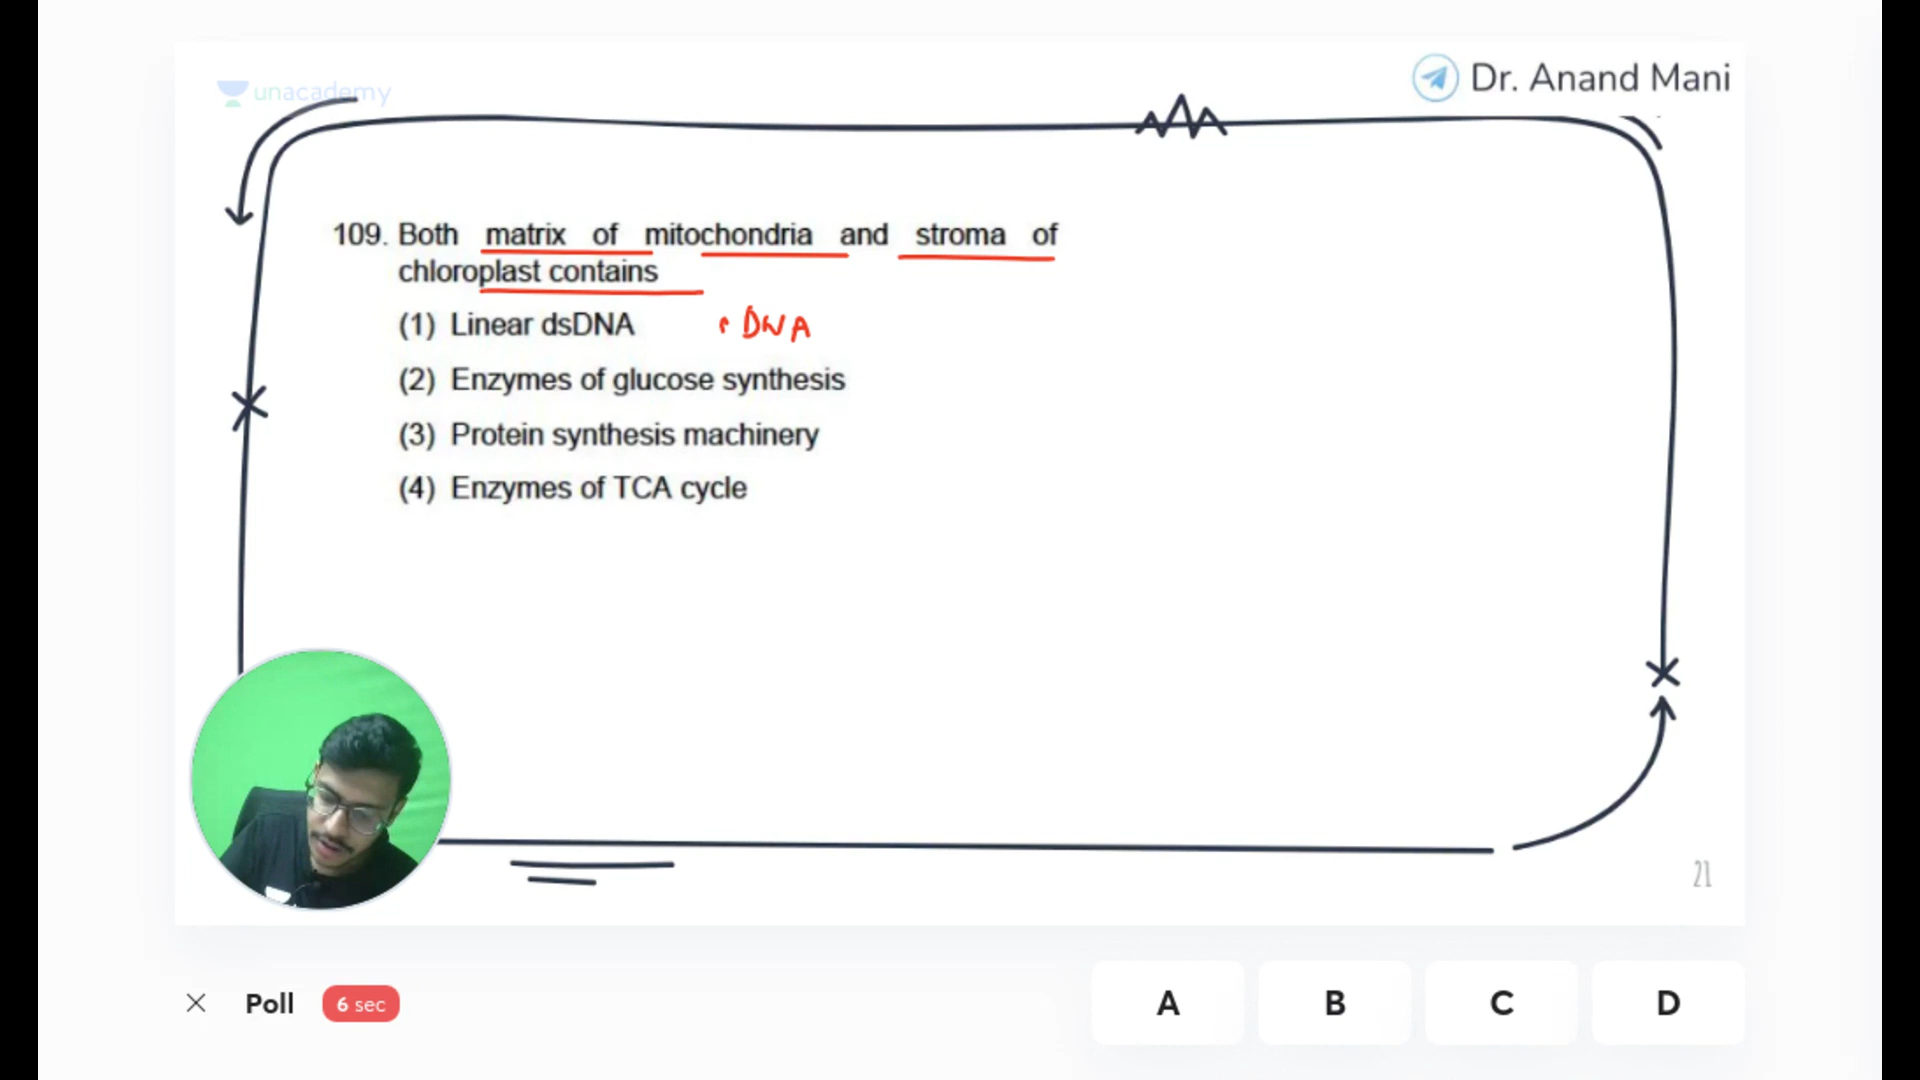 unacademy
Dr. Anand Mani
109. Both matrix of mitochondria and stroma of
chloroplast contains
(1) Linear dsDNA
DNA
(2) Enzymes of glucose synthesis
(3) Protein synthesis machinery
(4) Enzymes of TCA cycle
21
Poll
6 sec
A
B
C
D